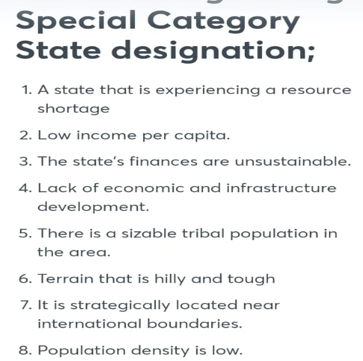 Special Category
State designation;
1. A state that is experiencing a resource
shortage
2. Low income per capita.
3. The state's finances are unsustainable.
4. Lack of economic and infrastructure
development.
5. There is a sizable tribal population in
the area.
6. Terrain that is hilly and tough
7. It is strategically located near
international boundaries.
8. Population density is low.